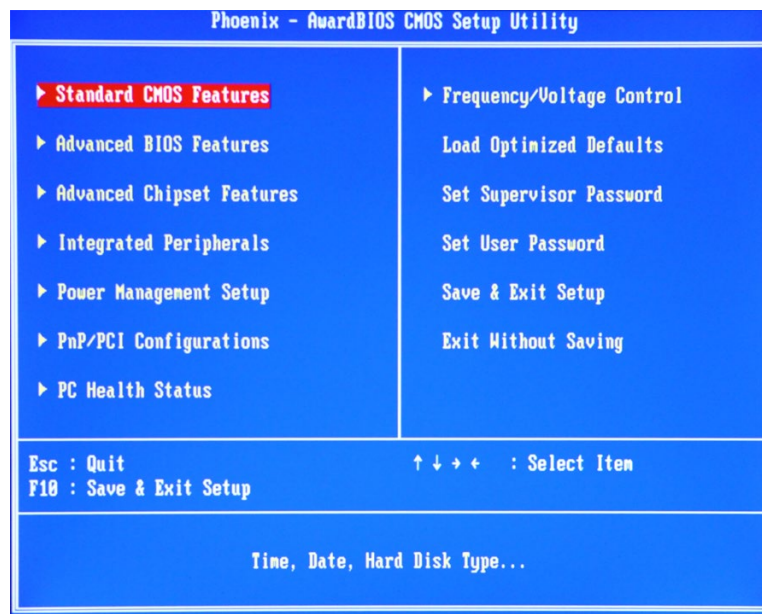 Phoenix - AwardBIOS CMOS Setup Utility
▶ Standard CMOS Features
▶ Advanced BIOS Features
▶ Advanced Chipset Features
▶ Integrated Peripherals
▶ Power Management Setup
▶ PnP/PCI Configurations
▶ PC Health Status
▶ Frequency/Voltage Control
Load Optimized Defaults
Set Supervisor Password
Set User Password
Save & Exit Setup
Exit Without Saving
Esc : Quit
F10 : Save & Exit Setup
↑ ↓ → ← : Select Item
Time, Date, Hard Disk Type...